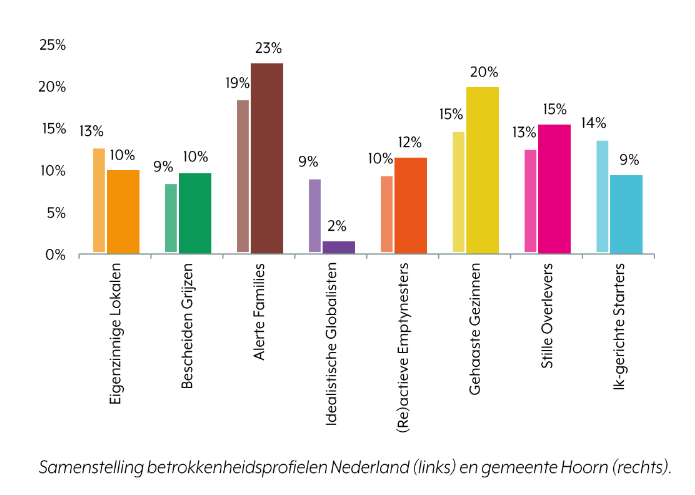 25%
20%
15%
10%
5%
0%
13%
10%
9%
10%
19%
23%
9%
2%
10%
12%
15%
20%
13%
15%
14%
9%
Eigenzinnige Lokalen
Bescheiden Grijzen
Alerte Families
Idealistische Globalisten
(Re)actieve Emptynesters
Gehaaste Gezinnen
Stille Overlevers
Ik-gerichte Starters
Samenstelling betrokkenheidsprofielen Nederland (links) en gemeente Hoorn (rechts).